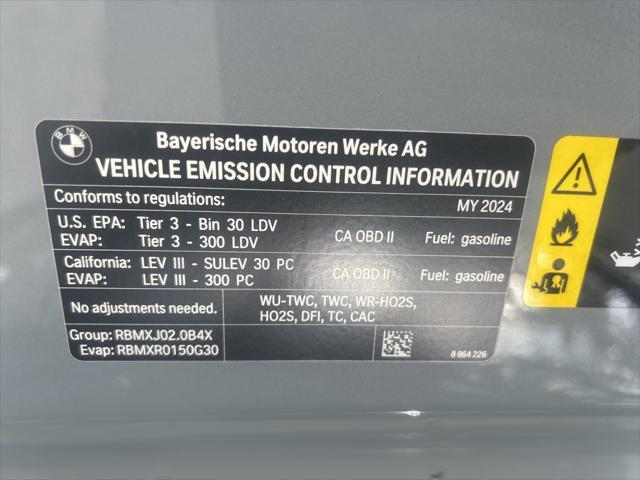 BMW
Bayerische Motoren Werke AG
VEHICLE EMISSION CONTROL INFORMATION
Conforms to regulations: MY 2024
U.S. EPA: Tier 3 - Bin 30 LDV
EVAP: Tier 3 - 300 LDV
CA OBD II Fuel: gasoline
California: LEV III - SULEV 30 PC
EVAP: LEV III - 300 PC
CA OBD II Fuel: gasoline
No adjustments needed.
WU-TWC, TWC, WR-HO2S,
HO2S, DFI, TC, CAC
Group: RBMXJ02.0B4X
Evap: RBMXR0150G30
8 864 226